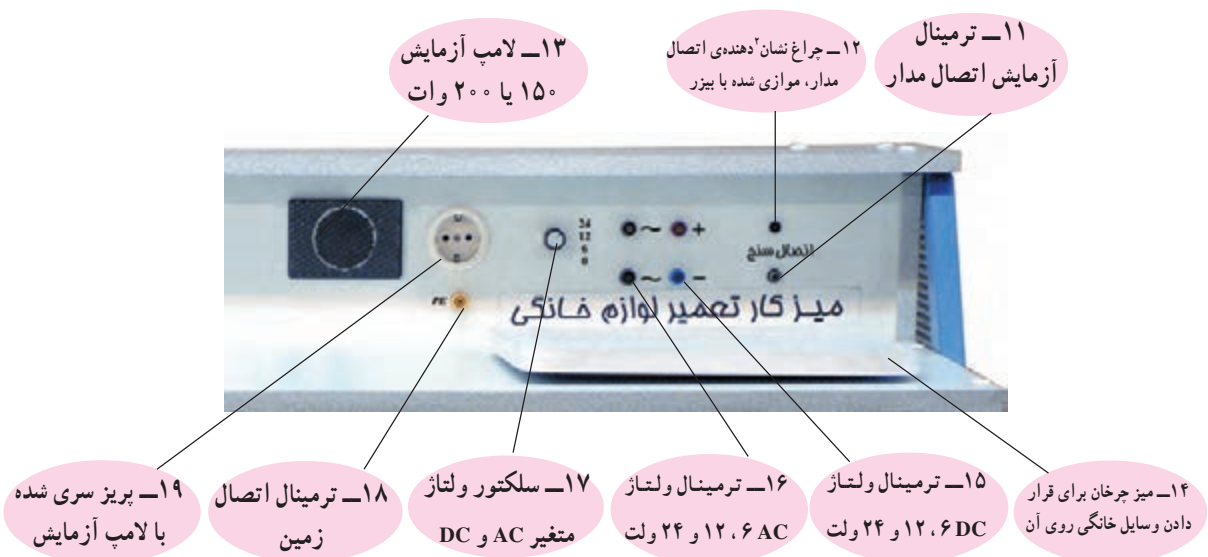 ۱۱ــ ترمینال
آزمایش اتصال مدار
۱۲ــ چراغ نشان۲دهنده‌ی اتصال
مدار، موازی شده با بیزر
۱۳ــ لامپ آزمایش
۱۵۰ یا ۲۰۰ وات
24
12
6
0
~ +
~ −
اتصال سنج
PE
میز کار تعمیر لوازم خانگی
۱۴ــ میز چرخان برای قرار
دادن وسایل خانگی روی آن
۱۵ــ ترمینال ولتاژ
DC ۶، ۱۲ و ۲۴ ولت
۱۶ــ ترمینال ولتاژ
AC ۶، ۱۲ و ۲۴ ولت
۱۷ــ سلکتور ولتاژ
متغیر AC و DC
۱۸ــ ترمینال اتصال
زمین
۱۹ــ پریز سری شده
با لامپ آزمایش